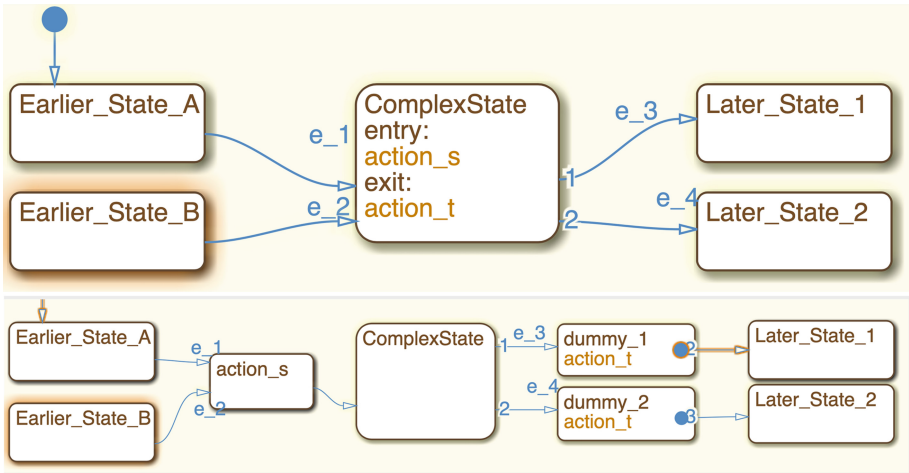 Earlier_State_A
Earlier_State_B
e_1
e_2
ComplexState
entry:
action_s
exit:
action_t
1
2
e_3
e_4
Later_State_1
Later_State_2
Earlier_State_A
Earlier_State_B
e_1
e_2
action_s
ComplexState
1
2
e_3
e_4
dummy_1
action_t
2
dummy_2
action_t
3
Later_State_1
Later_State_2